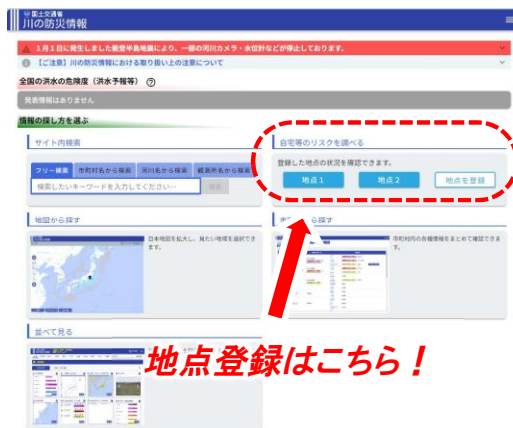 国土交通省
川の防災情報
1月1日に発生しました能登半島地震により、一部の河川カメラ・水位計などが停止しております。
【ご注意】川の防災情報における取り扱い上の注意について
全国の洪水の危険度（洪水予報等）
発表情報はありません
情報の探し方を選ぶ
サイト内検索
フリー検索 市町村名から検索 河川名から検索 観測所名から検索
検索したいキーワードを入力してください… 検索
自宅等のリスクを調べる
登録した地点の状況を確認できます。
地点1 地点2 地点を登録
地図から探す
日本地図を拡大し、見たい地域を選択できます。
から探す
市町村内の各種情報をまとめて確認できます。
並べて見る
地点登録はこちら！